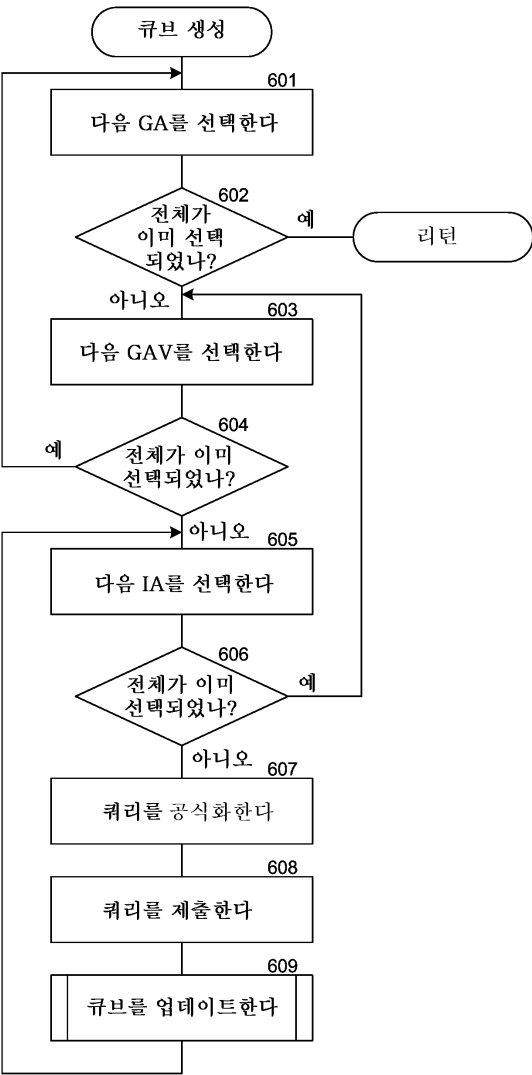 큐브 생성
601
다음 GA를 선택한다
602
전체가
이미 선택
되었나?
예
리턴
아니오
603
다음 GAV를 선택한다
604
예
전체가 이미
선택되었나?
아니오
605
다음 IA를 선택한다
606
전체가 이미
선택되었나?
예
아니오
607
쿼리를 공식화한다
608
쿼리를 제출한다
609
큐브를 업데이트한다